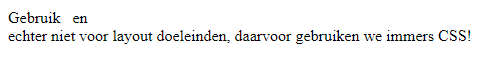 Gebruik en
echter niet voor layout doeleinden, daarvoor gebruiken we immers CSS!